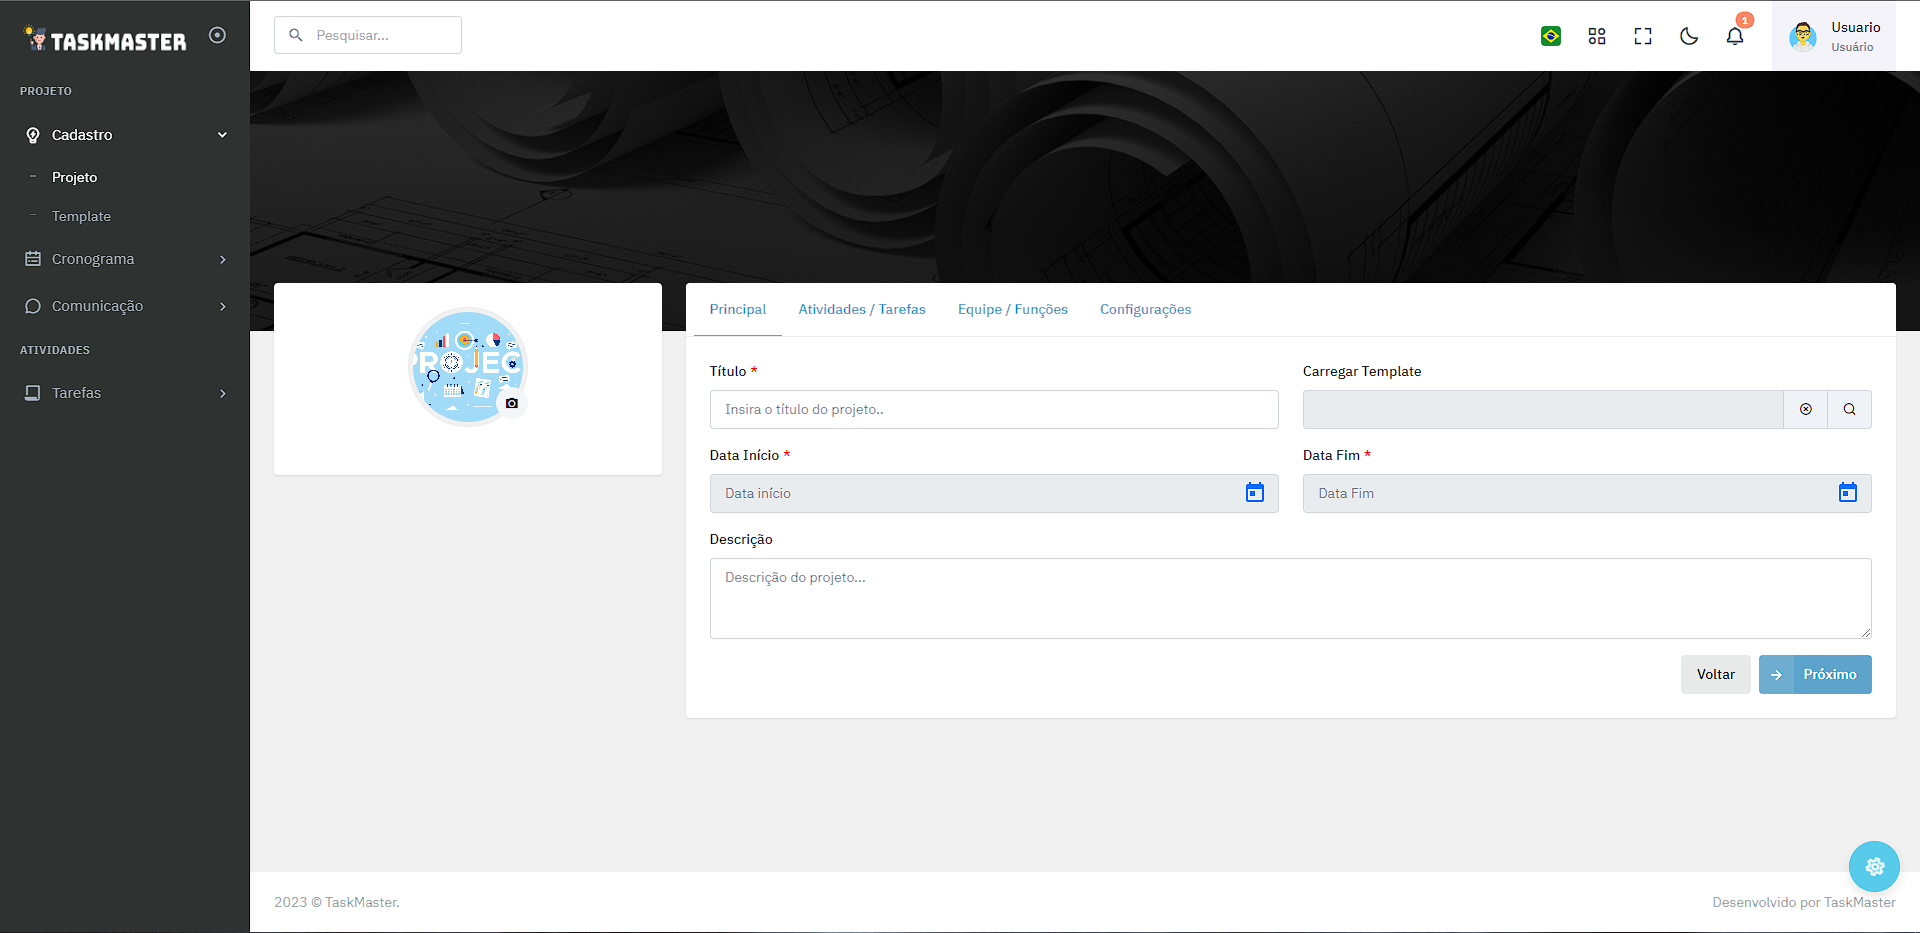 TASKMASTER
Pesquisar...
1
Usuario
Usuário
PROJETO
Cadastro
Projeto
Template
Cronograma
Comunicação
ATIVIDADES
Tarefas
PROJEC
Principal
Atividades / Tarefas
Equipe / Funções
Configurações
Título *
Insira o título do projeto..
Carregar Template
Data Início *
Data início
Data Fim *
Data Fim
Descrição
Descrição do projeto...
Voltar
Próximo
2023 © TaskMaster.
Desenvolvido por TaskMaster